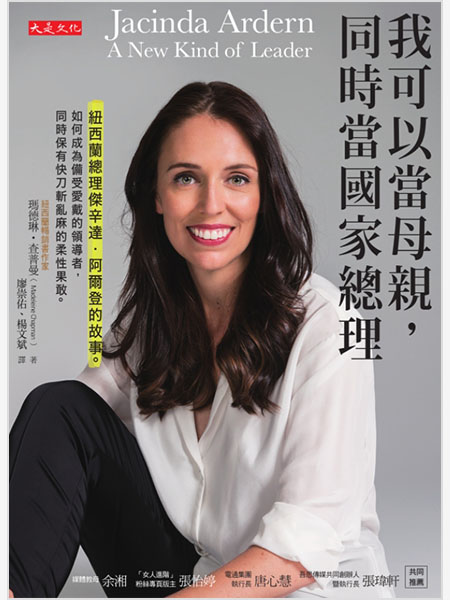 大是文化
Jacinda Ardern
A New Kind of Leader
我可以當母親，
同時當國家總理
紐西蘭總理傑辛達．阿爾登的故事。
如何成為備受愛戴的領導者，
同時保有快刀斬亂麻的柔性果敢。
紐西蘭暢銷書作家
瑪德琳・查普曼（Madeleine Chapman）著
廖崇佑、楊文斌 譯
媒體教母 余湘
「女人進階」
粉絲專頁版主 張怡婷
電通集團
執行長 唐心慧
吾思傳媒共同創辦人
暨執行長 張瑋軒
共同
推薦